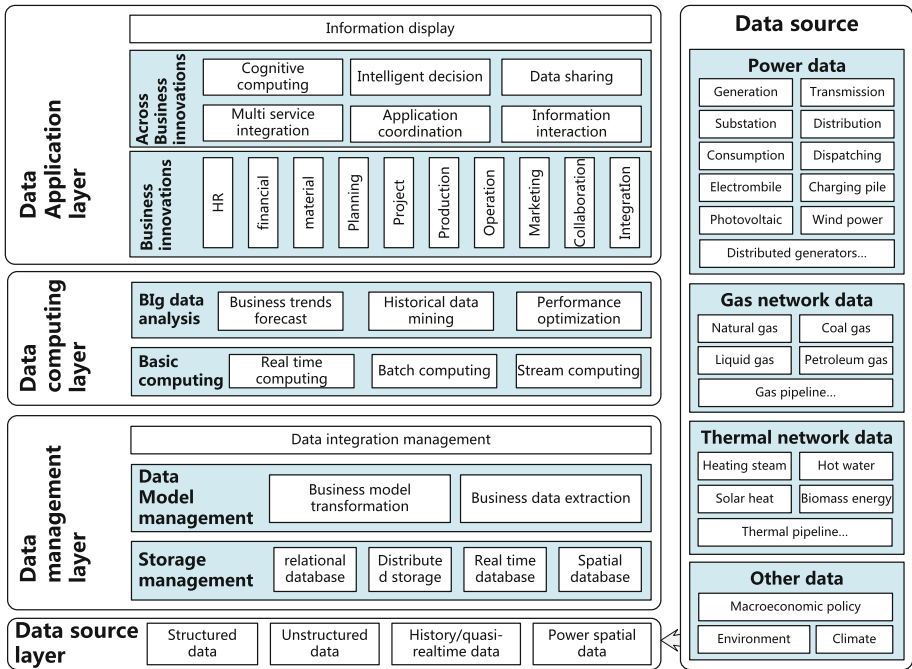 Data
Application
layer
Information display
Across
Business
innovations
Cognitive
computing
Intelligent decision
Data sharing
Multi service
integration
Application
coordination
Information
interaction
Business
innovations
HR
financial
material
Planning
Project
Production
Operation
Marketing
Collaboration
Integration
Data
computing
layer
BIg data
analysis
Business trends
forecast
Historical data
mining
Performance
optimization
Basic
computing
Real time
computing
Batch computing
Stream computing
Data
management
layer
Data integration management
Data
Model
management
Business model
transformation
Business data extraction
Storage
management
relational
database
Distribute
d storage
Real time
database
Spatial
database
Data source
layer
Structured
data
Unstructured
data
History/quasi-
realtime data
Power spatial
data
Data source
Power data
Generation
Transmission
Substation
Distribution
Consumption
Dispatching
Electrombile
Charging pile
Photovoltaic
Wind power
Distributed generators...
Gas network data
Natural gas
Coal gas
Liquid gas
Petroleum gas
Gas pipeline...
Thermal network data
Heating steam
Hot water
Solar heat
Biomass energy
Thermal pipeline...
Other data
Macroeconomic policy
Environment
Climate